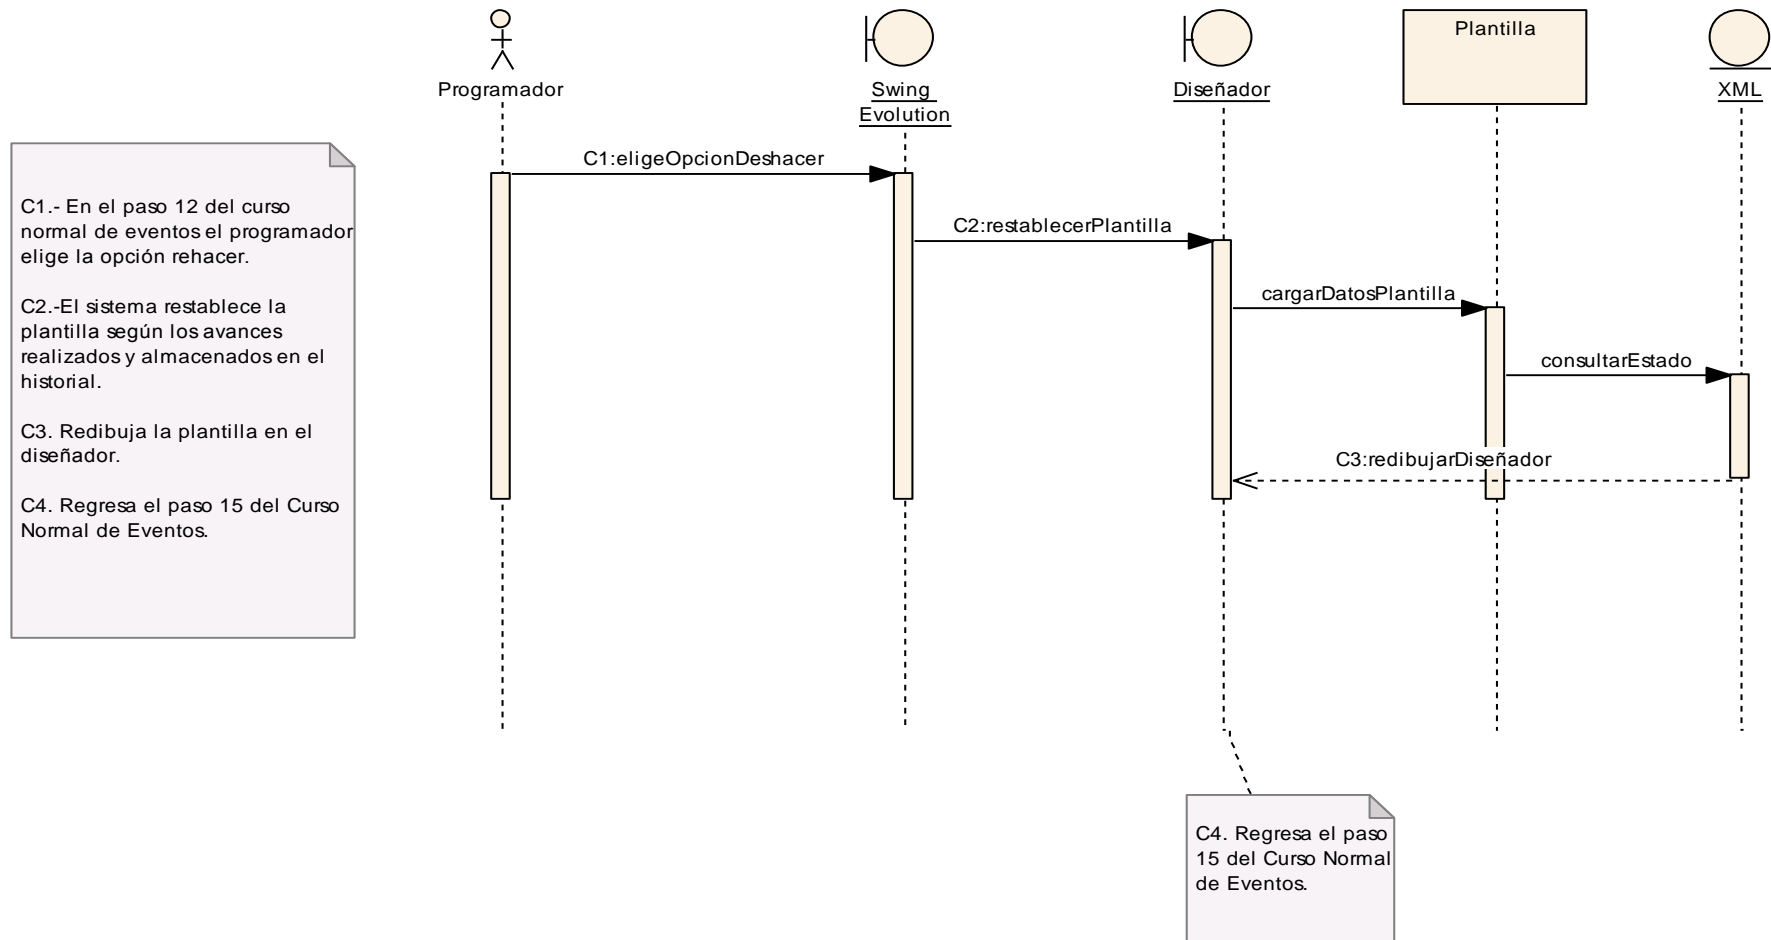 Programador
Swing
Evolution
Diseñador
Plantilla
XML
C1.- En el paso 12 del curso
normal de eventos el programador
elige la opción rehacer.
C2.-El sistema restablece la
plantilla según los avances
realizados y almacenados en el
historial.
C3. Redibuja la plantilla en el
diseñador.
C4. Regresa el paso 15 del Curso
Normal de Eventos.
C1:eligeOpcionDeshacer
C2:restablecerPlantilla
cargarDatosPlantilla
consultarEstado
C3:redibujarDiseñador
C4. Regresa el paso
15 del Curso Normal
de Eventos.